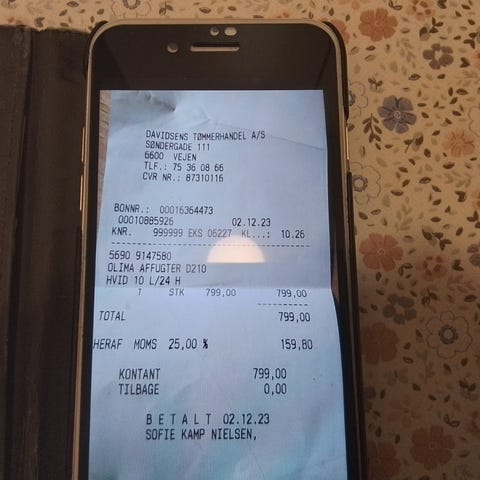 DAVIDSENS TØMMERHANDEL A/S
SØNDERGADE 111
6600 VEJEN
TLF.: 75 36 08 66
CVR NR.: 87310116
BONNR.: 00016364473
00010885926 02.12.23
KNR. 999999 EKS 06227 KL...: 10.26
5690 9147580
OLIMA AFFUGTER D210
HVID 10 L/24 H
1 STK 799,00 799,00
TOTAL 799,00
HERAF MOMS 25,00 % 159,80
KONTANT 799,00
TILBAGE 0,00
BETALT 02.12.23
SOFIE KAMP NIELSEN,